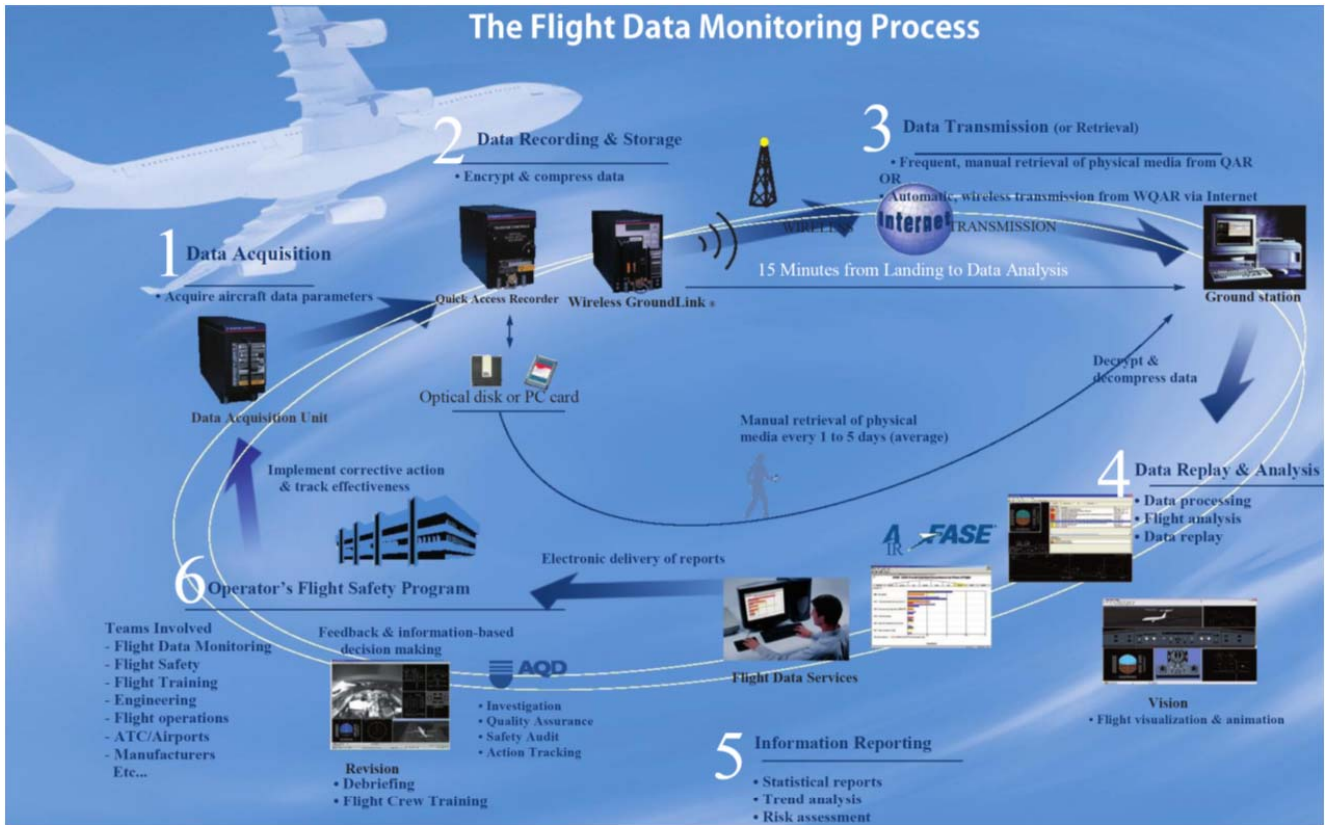 The Flight Data Monitoring Process
1
Data Acquisition
• Acquire aircraft data parameters
Data Acquisition Unit
2
Data Recording & Storage
• Encrypt & compress data
Quick Access Recorder
Wireless GroundLink ®
Optical disk or PC card
3
Data Transmission (or Retrieval)
• Frequent, manual retrieval of physical media from QAR
OR
• Automatic, wireless transmission from WQAR via Internet
WIRELESS
Internet
TRANSMISSION
15 Minutes from Landing to Data Analysis
Ground station
Decrypt &
decompress data
Manual retrieval of physical
media every 1 to 5 days (average)
4
Data Replay & Analysis
• Data processing
• Flight analysis
• Data replay
AIRFASE™
Vision
• Flight visualization & animation
Flight Data Services
5
Information Reporting
• Statistical reports
• Trend analysis
• Risk assessment
Electronic delivery of reports
Implement corrective action
& track effectiveness
6
Operator's Flight Safety Program
Teams Involved
- Flight Data Monitoring
- Flight Safety
- Flight Training
- Engineering
- Flight operations
- ATC/Airports
- Manufacturers
Etc...
Feedback & information-based
decision making
Revision
• Debriefing
• Flight Crew Training
AQD
• Investigation
• Quality Assurance
• Safety Audit
• Action Tracking